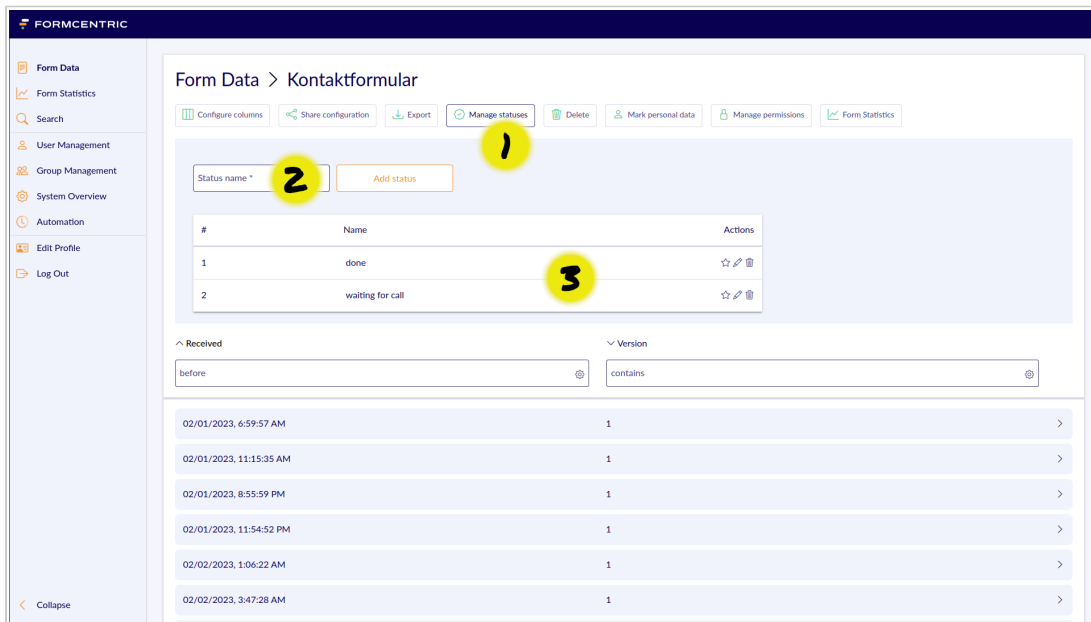 FORMCENTRIC
Form Data
Form Statistics
Search
User Management
Group Management
System Overview
Automation
Edit Profile
Log Out
Collapse
Form Data > Kontaktformular
Configure columns Share configuration Export Manage statuses Delete Mark personal data Manage permissions Form Statistics
1
Status name * 2 Add status
# Name Actions
1 done
3
2 waiting for call
Received Version
before contains
02/01/2023, 6:59:57 AM 1
02/01/2023, 11:15:35 AM 1
02/01/2023, 8:55:59 PM 1
02/01/2023, 11:54:52 PM 1
02/02/2023, 1:06:22 AM 1
02/02/2023, 3:47:28 AM 1